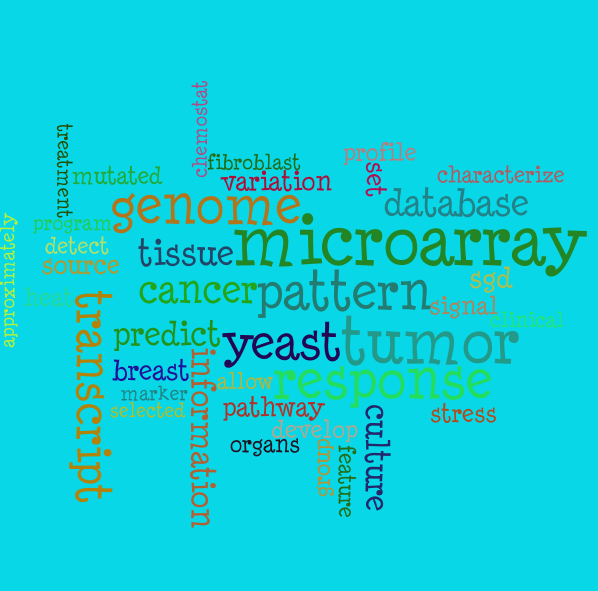 chemostat
treatment
fibroblast
profile
mutated
variation
set
characterize
genome
database
approximately
program
microarray
detect
tissue
source
cancer
pattern
sgd
heat
signal
clinical
transcript
predict
yeast
tumor
information
breast
allow
response
marker
selected
pathway
culture
stress
develop
organs
group
feature